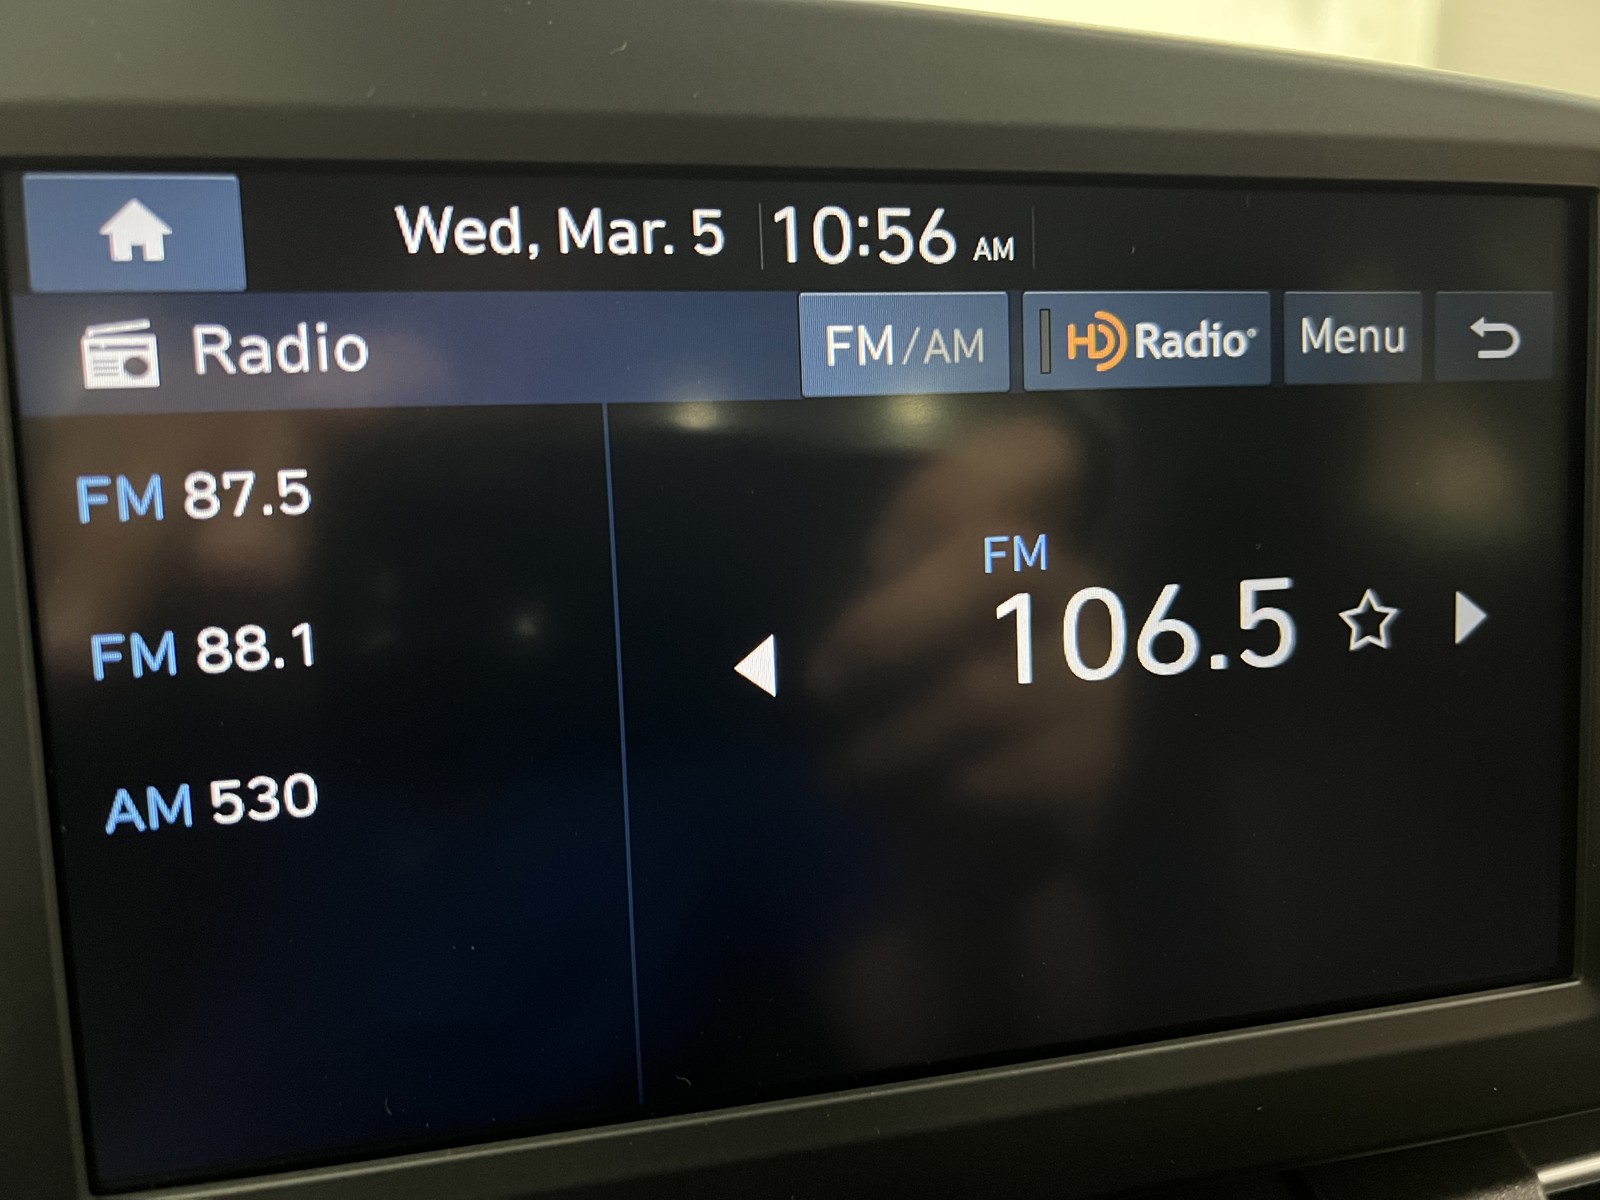 Wed, Mar. 5 10:56 AM
Radio FM/AM HD Radio® Menu
FM 87.5
FM 88.1
AM 530
FM
106.5